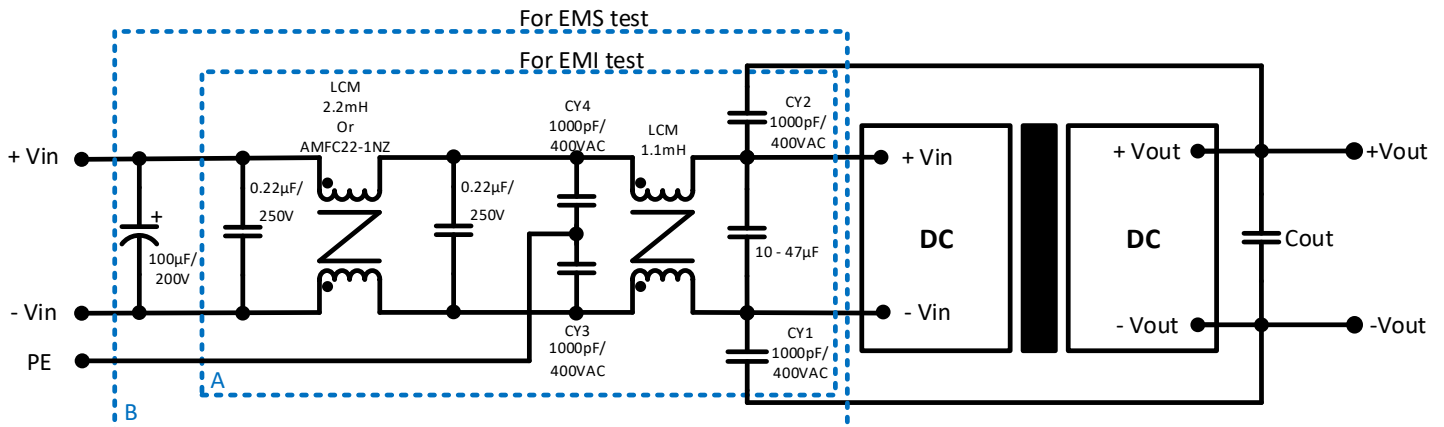 For EMS test
For EMI test
LCM
2.2mH
Or
AMFC22-1NZ
CY4
1000pF/
400VAC
LCM
1.1mH
CY2
1000pF/
400VAC
+ Vin
0.22µF/
250V
0.22µF/
250V
+ Vin
+ Vout
+Vout
+
100µF/
200V
10 - 47µF
DC
DC
Cout
- Vin
CY3
1000pF/
400VAC
CY1
1000pF/
400VAC
- Vin
- Vout
-Vout
PE
A
B